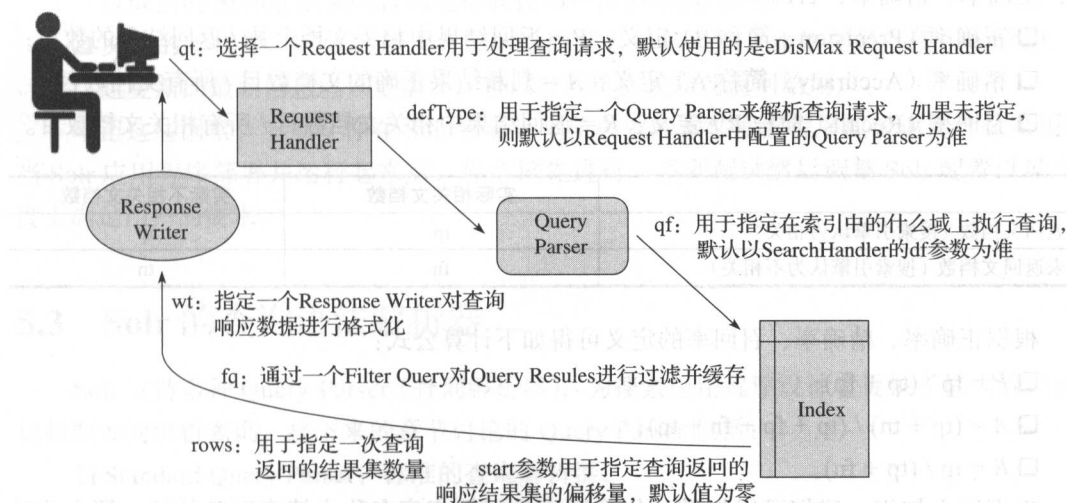 qt：选择一个Request Handler用于处理查询请求，默认使用的是eDisMax Request Handler
Request
Handler
defType：用于指定一个Query Parser来解析查询请求，如果未指定，
则默认以Request Handler中配置的Query Parser为准
Response
Writer
Query
Parser
qf：用于指定在索引中的什么域上执行查询，
默认以SearchHandler的df参数为准
wt：指定一个Response Writer对查询
响应数据进行格式化
fq：通过一个Filter Query对Query Resules进行过滤并缓存
Index
rows：用于指定一次查询
返回的结果集数量
start参数用于指定查询返回的
响应结果集的偏移量，默认值为零